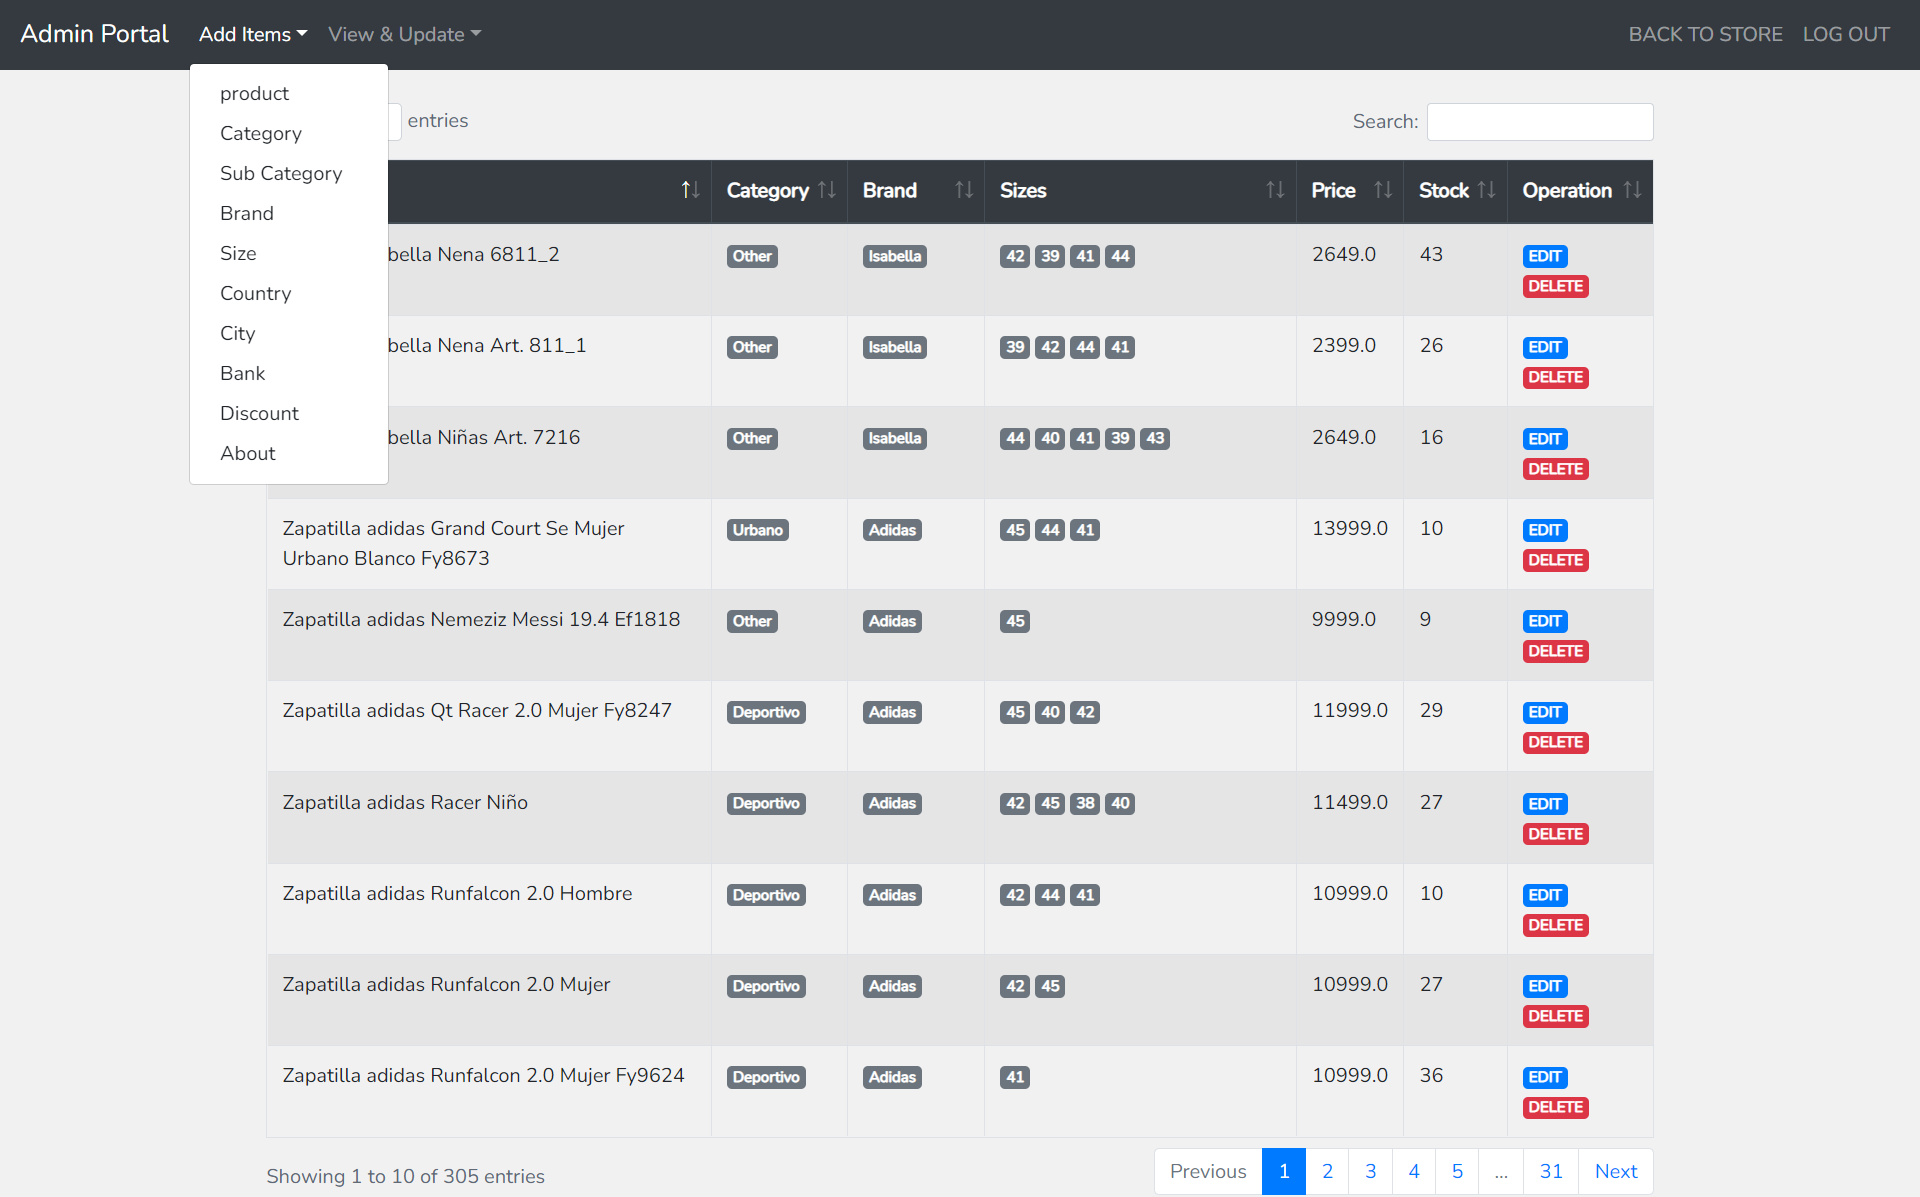 Admin Portal Add Items View & Update BACK TO STORE LOG OUT
product
Category
Sub Category
Brand
Size
Country
City
Bank
Discount
About
entries Search:
Category Brand Sizes Price Stock Operation
bella Nena 6811_2 Other Isabella 42 39 41 44 2649.0 43 EDIT
DELETE
bella Nena Art. 811_1 Other Isabella 39 42 44 41 2399.0 26 EDIT
DELETE
bella Niñas Art. 7216 Other Isabella 44 40 41 39 43 2649.0 16 EDIT
DELETE
Zapatilla adidas Grand Court Se Mujer Urbano Adidas 45 44 41 13999.0 10 EDIT
Urbano Blanco Fy8673 DELETE
Zapatilla adidas Nemeziz Messi 19.4 Ef1818 Other Adidas 45 9999.0 9 EDIT
DELETE
Zapatilla adidas Qt Racer 2.0 Mujer Fy8247 Deportivo Adidas 45 40 42 11999.0 29 EDIT
DELETE
Zapatilla adidas Racer Niño Deportivo Adidas 42 45 38 40 11499.0 27 EDIT
DELETE
Zapatilla adidas Runfalcon 2.0 Hombre Deportivo Adidas 42 44 41 10999.0 10 EDIT
DELETE
Zapatilla adidas Runfalcon 2.0 Mujer Deportivo Adidas 42 45 10999.0 27 EDIT
DELETE
Zapatilla adidas Runfalcon 2.0 Mujer Fy9624 Deportivo Adidas 41 10999.0 36 EDIT
DELETE
Showing 1 to 10 of 305 entries Previous 1 2 3 4 5 ... 31 Next